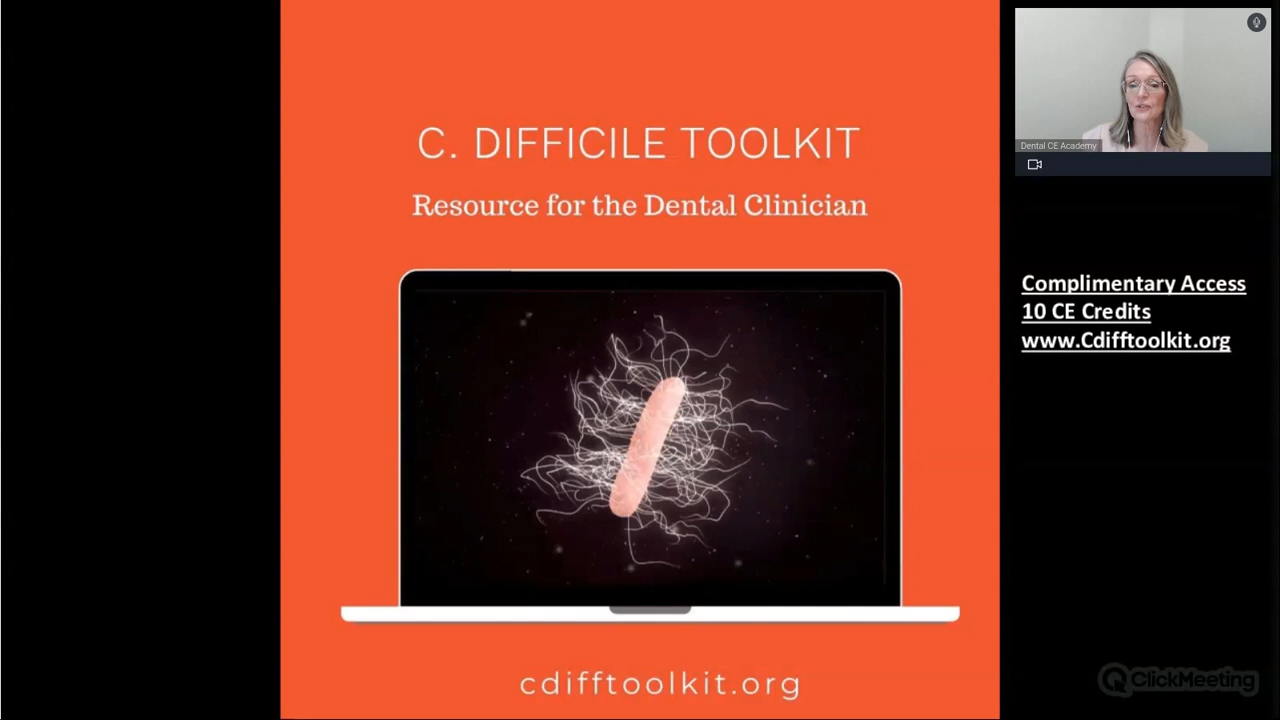 C. DIFFICILE TOOLKIT
Resource for the Dental Clinician
cdifftoolkit.org
Dental CE Academy
Complimentary Access
10 CE Credits
www.Cdifftoolkit.org
ClickMeeting